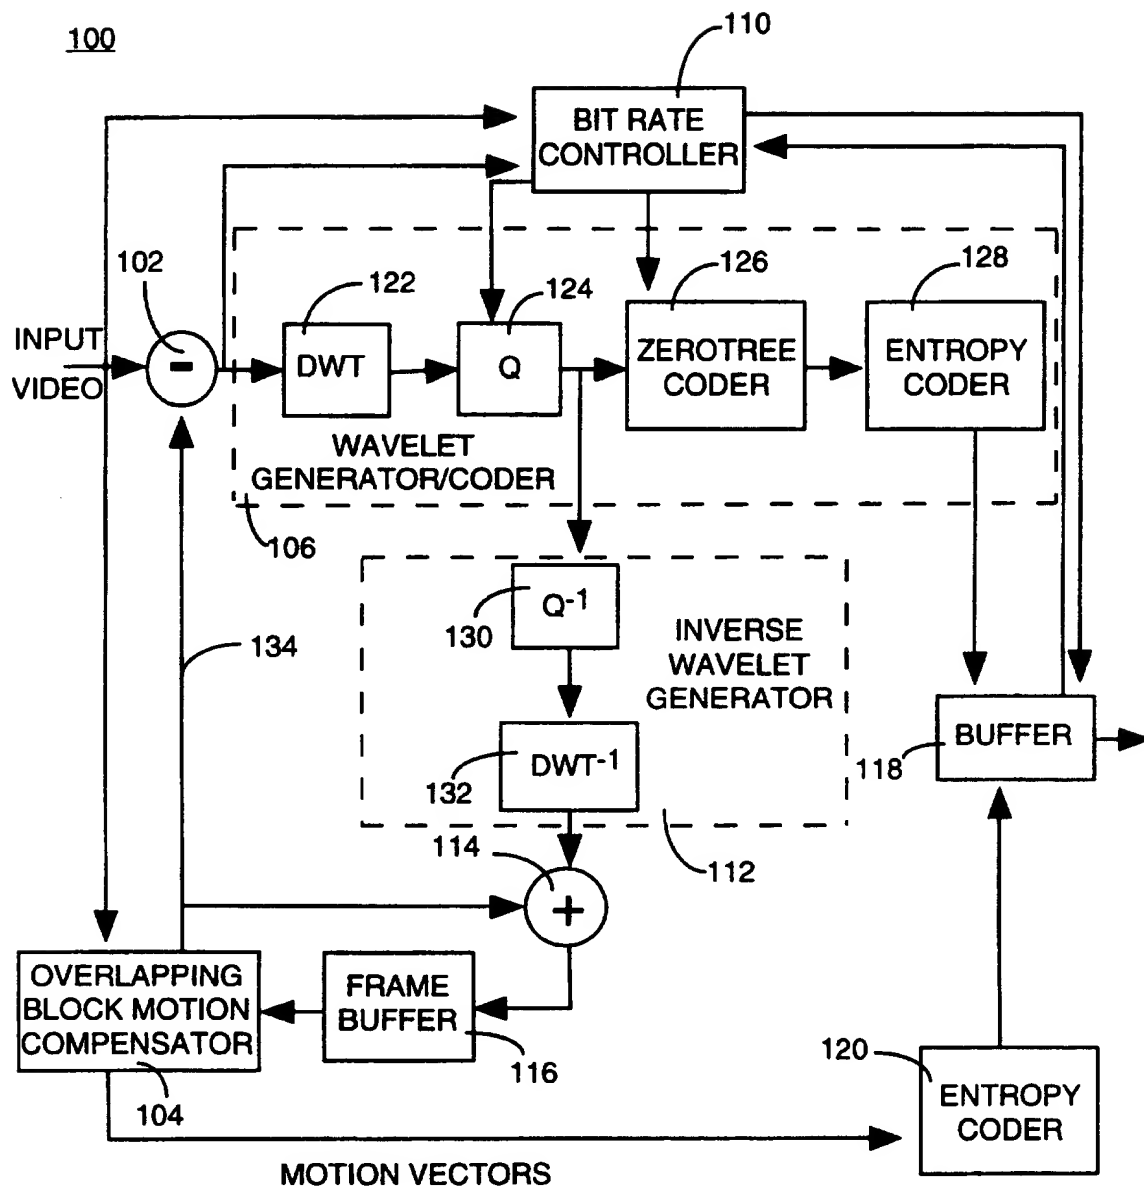 100
110
BIT RATE
CONTROLLER
102
122
124
126
128
INPUT
VIDEO
-
DWT
Q
ZEROTREE
CODER
ENTROPY
CODER
WAVELET
GENERATOR/CODER
106
Q-1
130
INVERSE
WAVELET
GENERATOR
134
DWT-1
132
BUFFER
118
114
112
+
OVERLAPPING
BLOCK MOTION
COMPENSATOR
FRAME
BUFFER
116
104
120
ENTROPY
CODER
MOTION VECTORS